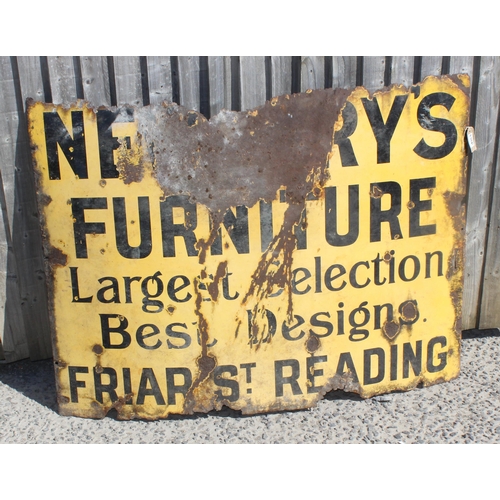 FURNITURE
Largest Selection
Best Designs.
FRIAR ST. READING